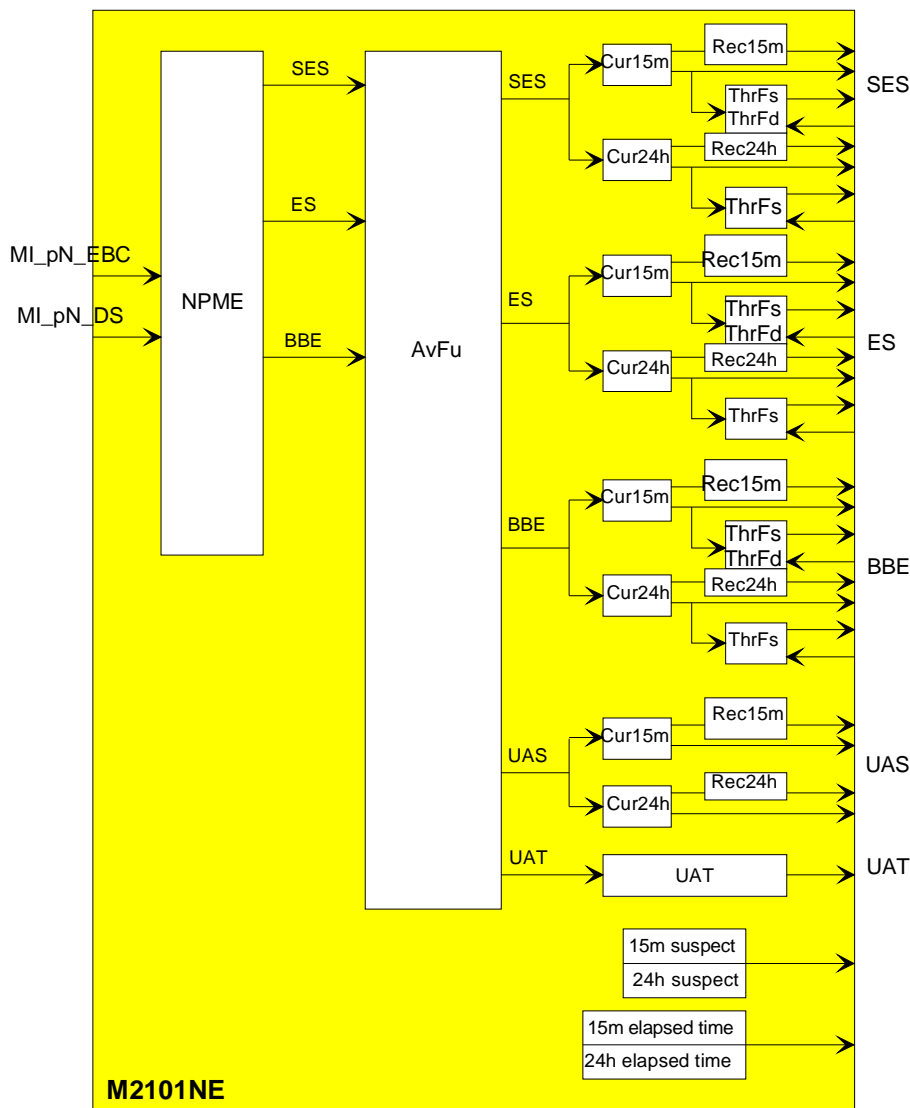 MI_pN_EBC
MI_pN_DS
NPME
SES
ES
BBE
AvFu
SES
Cur15m
Rec15m
ThrFs
ThrFd
Cur24h
Rec24h
ThrFs
SES
ES
Cur15m
Rec15m
ThrFs
ThrFd
Cur24h
Rec24h
ThrFs
ES
BBE
Cur15m
Rec15m
ThrFs
ThrFd
Cur24h
Rec24h
ThrFs
BBE
UAS
Cur15m
Rec15m
Cur24h
Rec24h
UAS
UAT
UAT
UAT
15m suspect
24h suspect
15m elapsed time
24h elapsed time
M2101NE